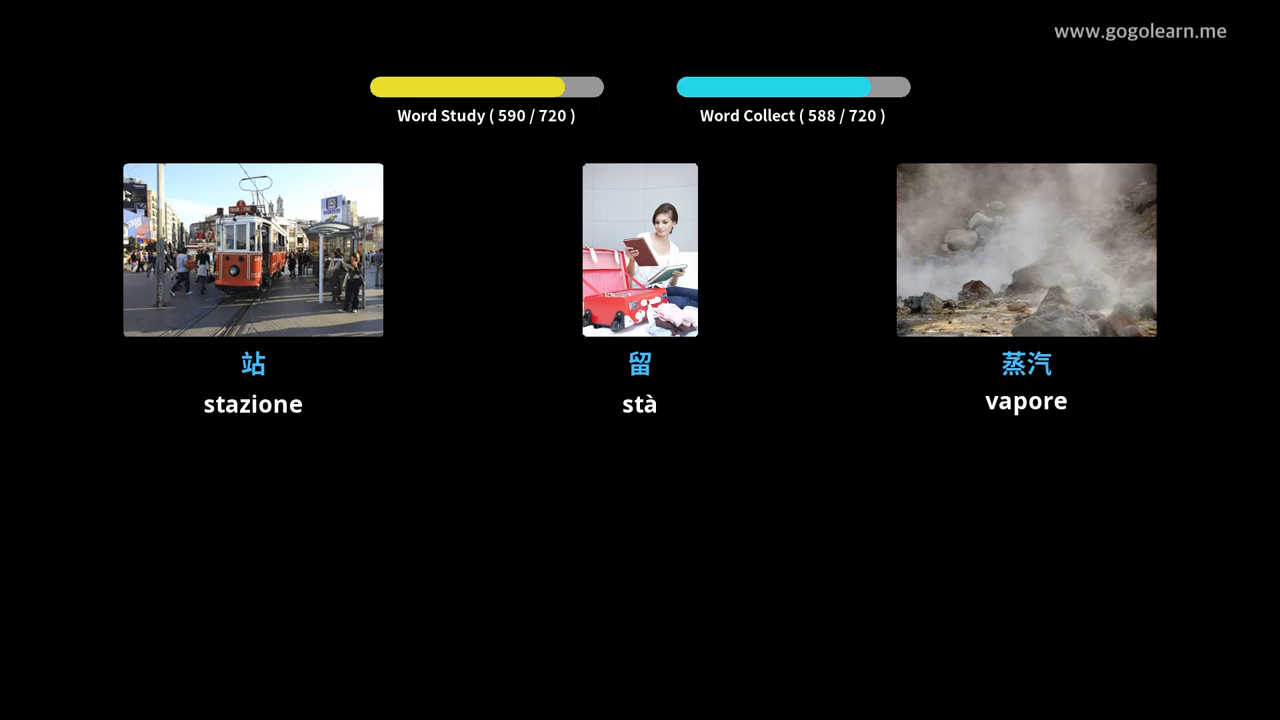 www.gogolearn.me
Word Study ( 590 / 720 )
Word Collect ( 588 / 720 )
站
stazione
留
stà
蒸汽
vapore